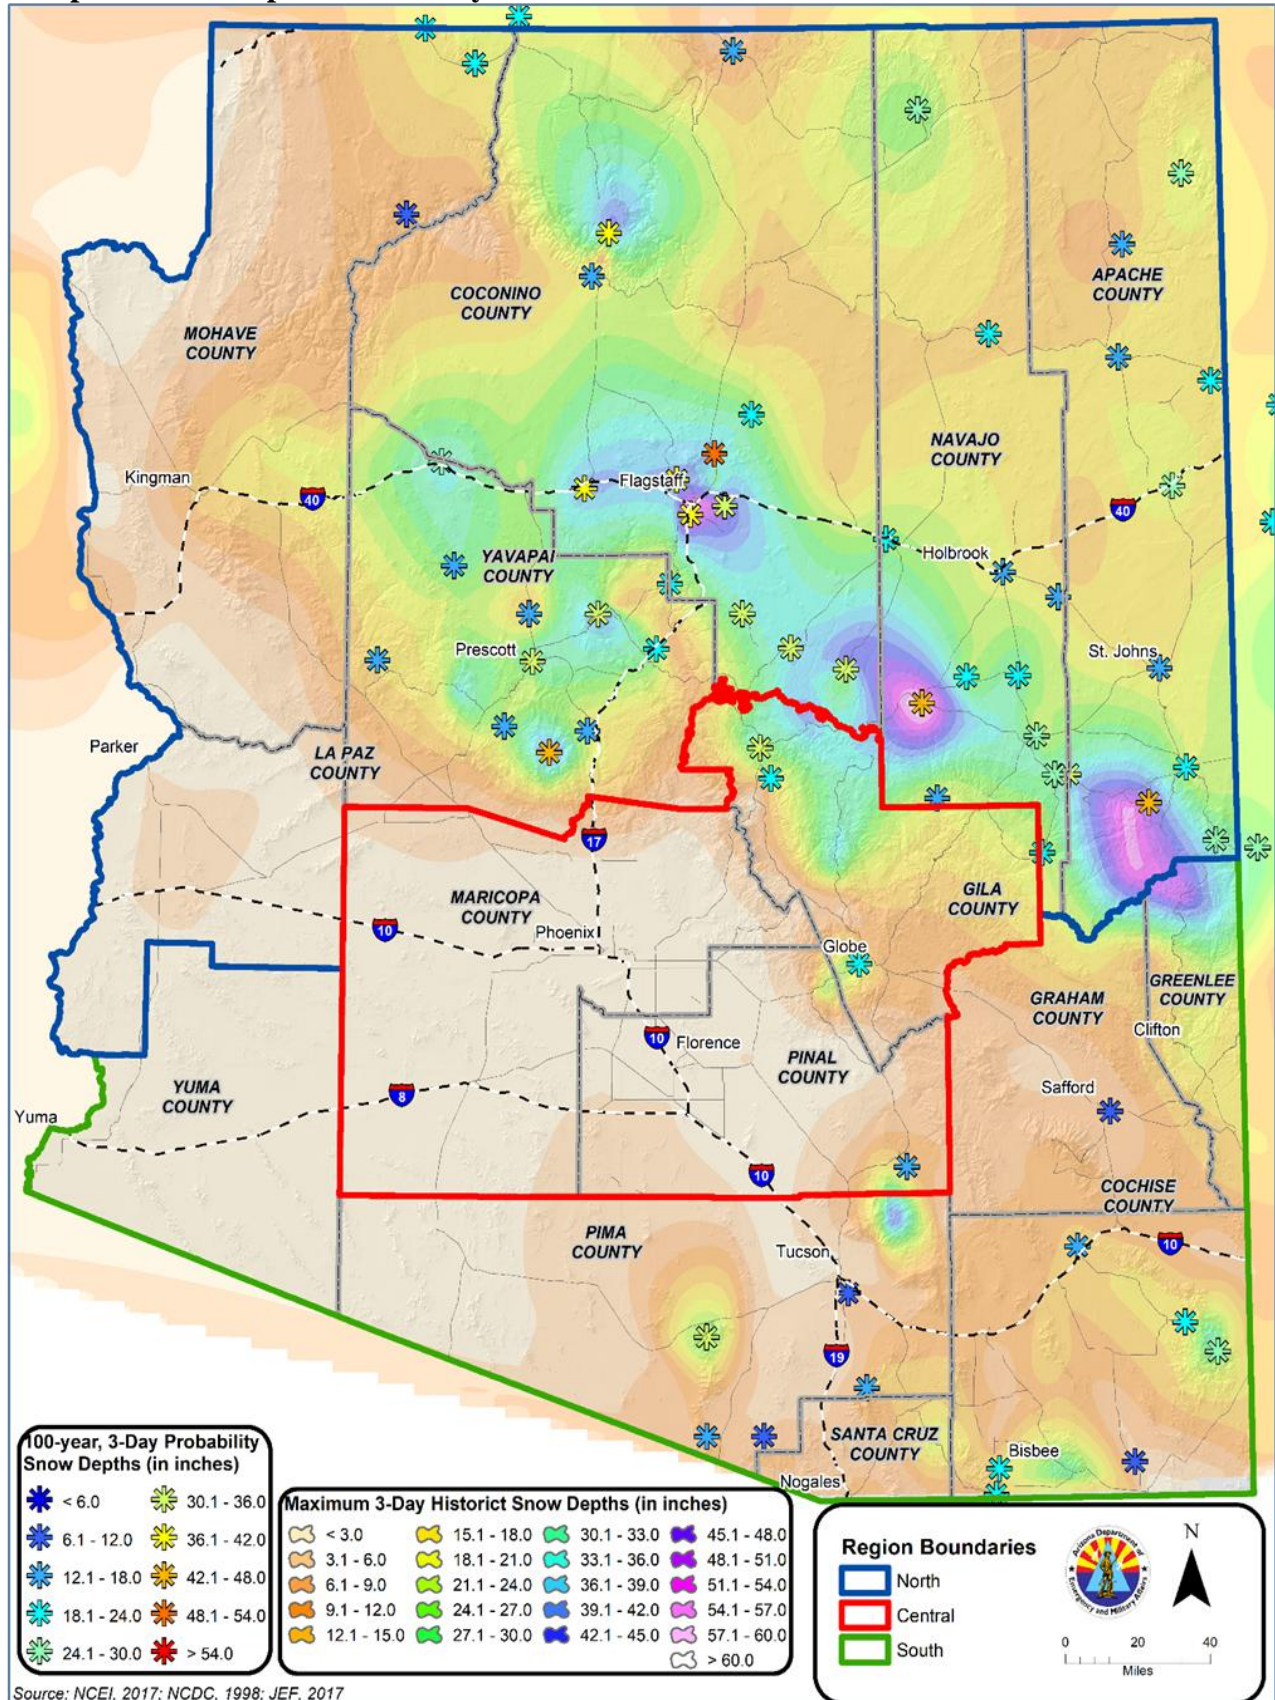 COCONINO
COUNTY
APACHE
COUNTY
MOHAVE
COUNTY
NAVAJO
COUNTY
Kingman
40
Flagstaff
40
Holbrook
YAVAPAI
COUNTY
Prescott
St. Johns
Parker
LA PAZ
COUNTY
17
MARICOPA
COUNTY
GILA
COUNTY
10
Phoenix
Globe
GRAHAM
COUNTY
GREENLEE
COUNTY
Clifton
10
Florence
PINAL
COUNTY
YUMA
COUNTY
8
Safford
Yuma
10
COCHISE
COUNTY
PIMA
COUNTY
Tucson
10
19
SANTA CRUZ
COUNTY
Bisbee
Nogales
100-year, 3-Day Probability
Snow Depths (in inches)
< 6.0
30.1 - 36.0
6.1 - 12.0
36.1 - 42.0
12.1 - 18.0
42.1 - 48.0
18.1 - 24.0
48.1 - 54.0
24.1 - 30.0
> 54.0
Maximum 3-Day Historict Snow Depths (in inches)
< 3.0
15.1 - 18.0
30.1 - 33.0
45.1 - 48.0
3.1 - 6.0
18.1 - 21.0
33.1 - 36.0
48.1 - 51.0
6.1 - 9.0
21.1 - 24.0
36.1 - 39.0
51.1 - 54.0
9.1 - 12.0
24.1 - 27.0
39.1 - 42.0
54.1 - 57.0
12.1 - 15.0
27.1 - 30.0
42.1 - 45.0
57.1 - 60.0
> 60.0
Region Boundaries
North
Central
South
Arizona Department of
Emergency and Military Affairs
N
0 20 40
Miles
Source: NCEI, 2017; NCDC, 1998; JEF, 2017